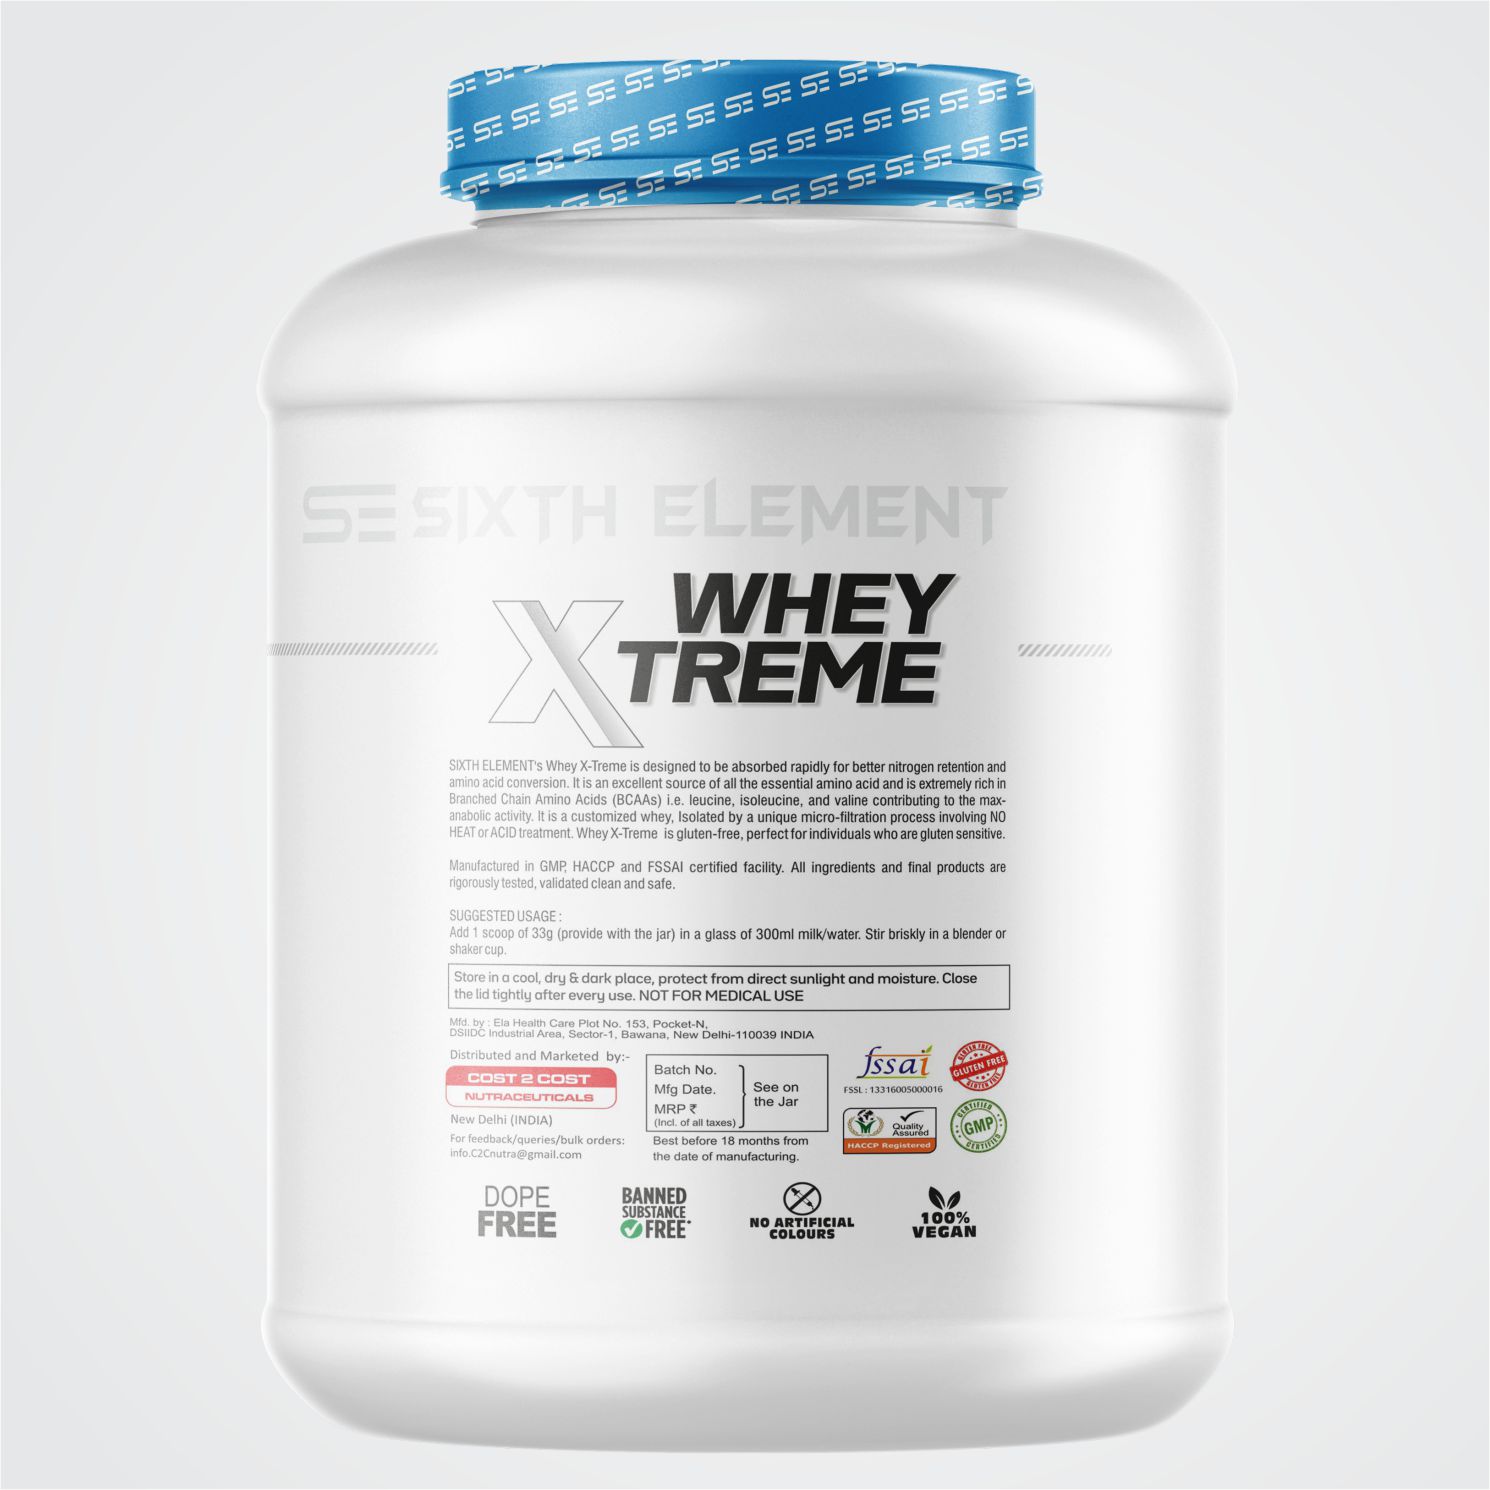 SE SIXTH ELEMENT
WHEY
XTREME
SIXTH ELEMENT's Whey X-Treme is designed to be absorbed rapidly for better nitrogen retention and
amino acid conversion. It is an excellent source of all the essential amino acid and is extremely rich in
Branched Chain Amino Acids (BCAAs) i.e. leucine, isoleucine, and valine contributing to the max-
anabolic activity. It is a customized whey, Isolated by a unique micro-filtration process involving NO
HEAT or ACID treatment. Whey X-Treme is gluten-free, perfect for individuals who are gluten sensitive.
Manufactured in GMP, HACCP and FSSAI certified facility. All ingredients and final products are
rigorously tested, validated clean and safe.
SUGGESTED USAGE :
Add 1 scoop of 33g (provide with the jar) in a glass of 300ml milk/water. Stir briskly in a blender or
shaker cup.
Store in a cool, dry & dark place, protect from direct sunlight and moisture. Close
the lid tightly after every use. NOT FOR MEDICAL USE
Mfd. by : Ela Health Care Plot No. 153, Pocket-N,
DSIIDC Industrial Area, Sector-1, Bawana, New Delhi-110039 INDIA
Distributed and Marketed by:-
COST 2 COST
NUTRACEUTICALS
New Delhi (INDIA)
For feedback/queries/bulk orders:
info.C2Cnutra@gmail.com
Batch No.
Mfg Date.
MRP ₹
(Incl. of all taxes)
See on
the Jar
Best before 18 months from
the date of manufacturing.
fssai
FSSL : 13316005000016
Quality
Assured
HACCP Registered
GLUTEN FREE
GLUTEN FREE
GLUTEN FREE
CERTIFIED
GMP
CERTIFIED
DOPE
FREE
BANNED
SUBSTANCE
FREE*
NO ARTIFICIAL
COLOURS
100%
VEGAN